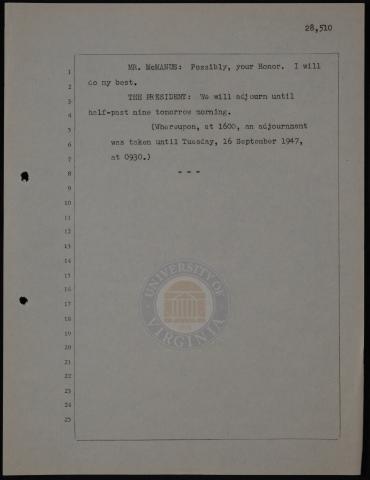 28,510
1 MR. McMANUS: Possibly, your Honor. I will
2 do my best.
3 THE PRESIDENT: We will adjourn until
4 half-past nine tomorrow morning.
5 (Whereupon, at 1600, an adjournment
6 was taken until Tuesday, 16 September 1947,
7 at 0930.)
8 - - -
9
10
11
12
13
14
15
16
17
18
19
20
21
22
23
24
25
UNIVERSITY OF VIRGINIA